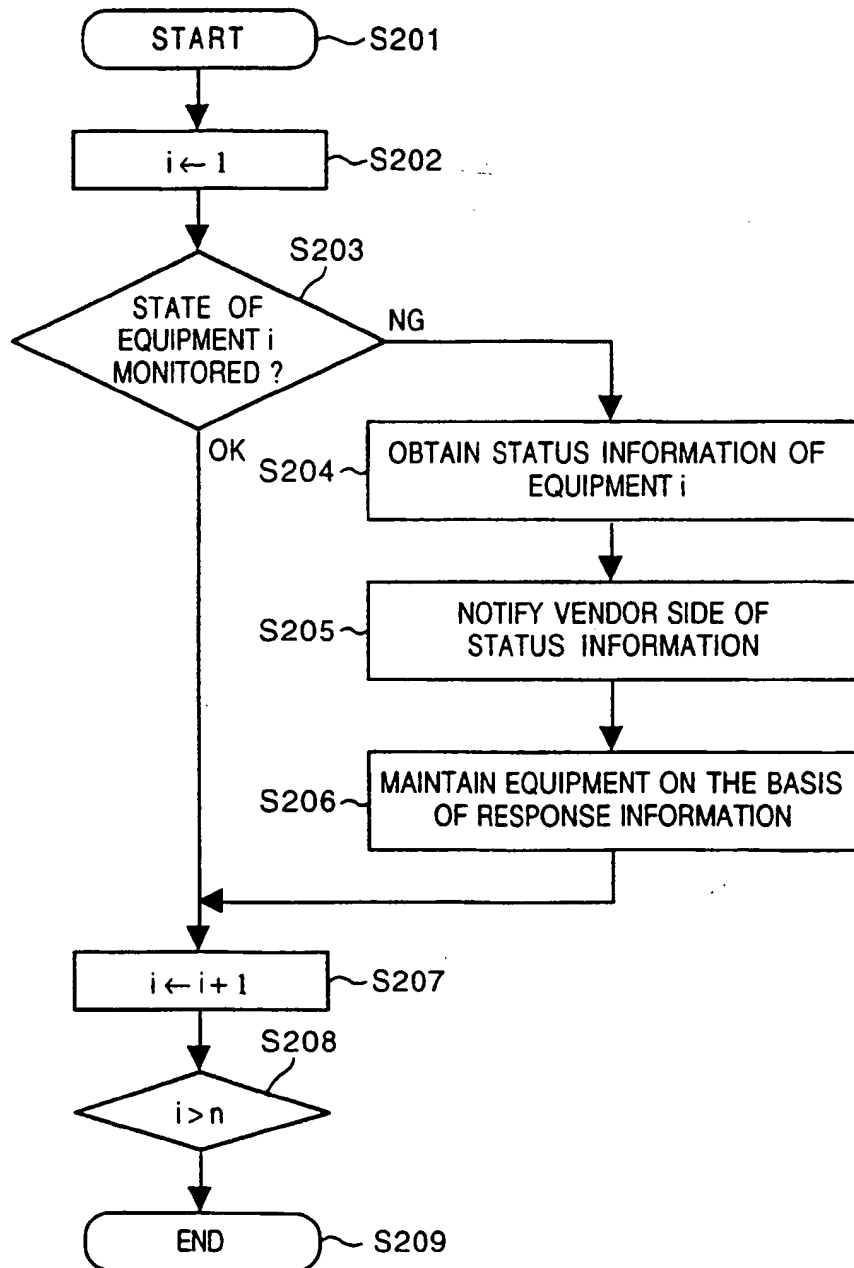 START
S201
i ← 1
S202
S203
STATE OF
EQUIPMENT i
MONITORED ?
NG
OK
S204
OBTAIN STATUS INFORMATION OF
EQUIPMENT i
S205
NOTIFY VENDOR SIDE OF
STATUS INFORMATION
S206
MAINTAIN EQUIPMENT ON THE BASIS
OF RESPONSE INFORMATION
i ← i + 1
S207
S208
i > n
END
S209